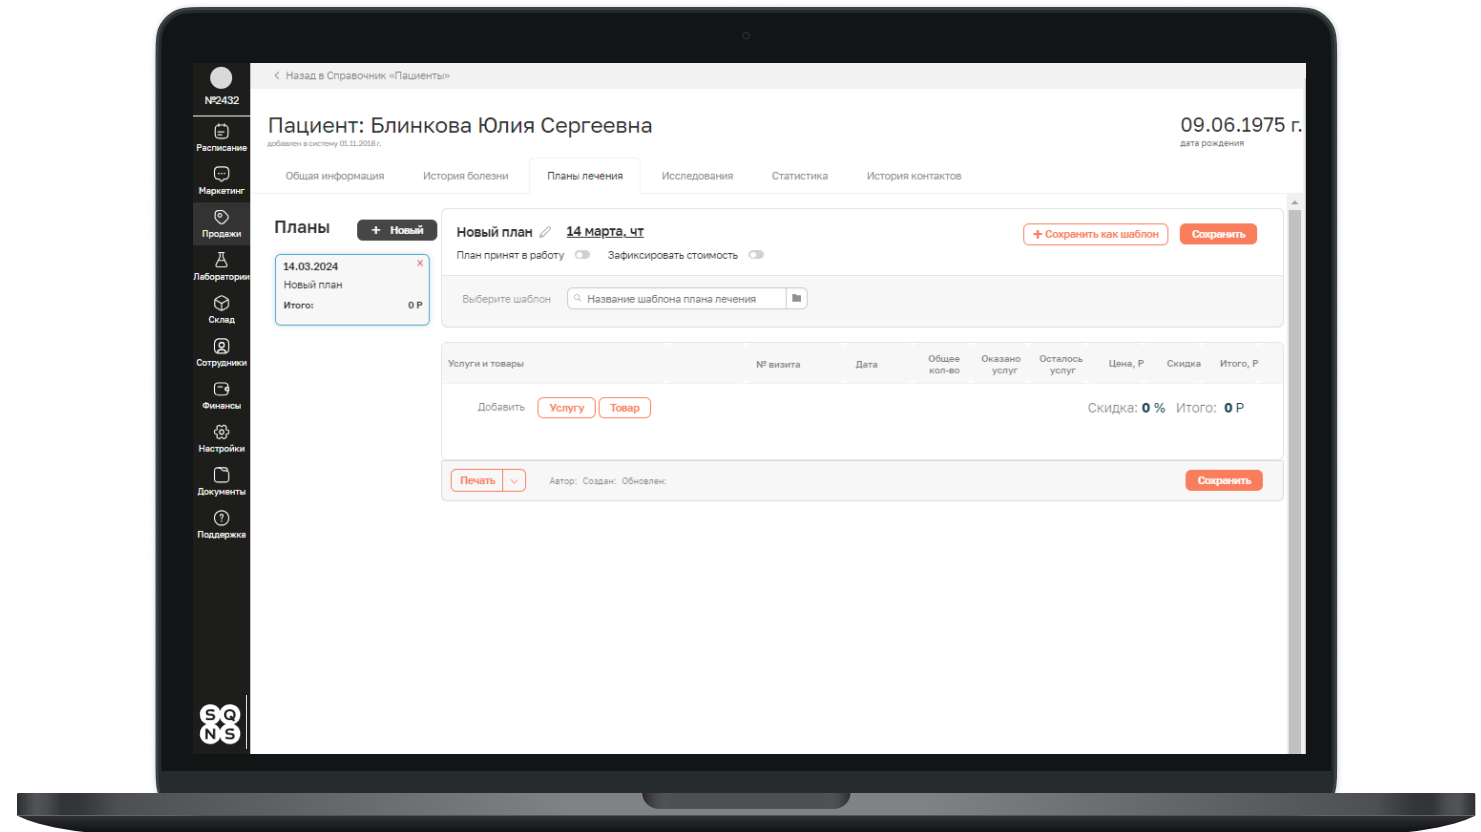 №2432
Расписание
Маркетинг
Продажи
Лаборатории
Склад
Сотрудники
Финансы
Настройки
Документы
Поддержка
SQNS
Назад в Справочник «Пациенты»
Пациент: Блинкова Юлия Сергеевна
добавлен в систему 01.11.2018 г.
09.06.1975 г.
дата рождения
Общая информация История болезни Планы лечения Исследования Статистика История контактов
Планы + Новый
14.03.2024 x
Новый план
Итого: 0 Р
Новый план 14 марта, чт + Сохранить как шаблон Сохранить
План принят в работу Зафиксировать стоимость
Выберите шаблон Название шаблона плана лечения
Услуги и товары № визита Дата Общее кол-во Оказано услуг Осталось услуг Цена, Р Скидка Итого, Р
Добавить Услугу Товар Скидка: 0 % Итого: 0 Р
Печать Автор: Создан: Обновлен: Сохранить